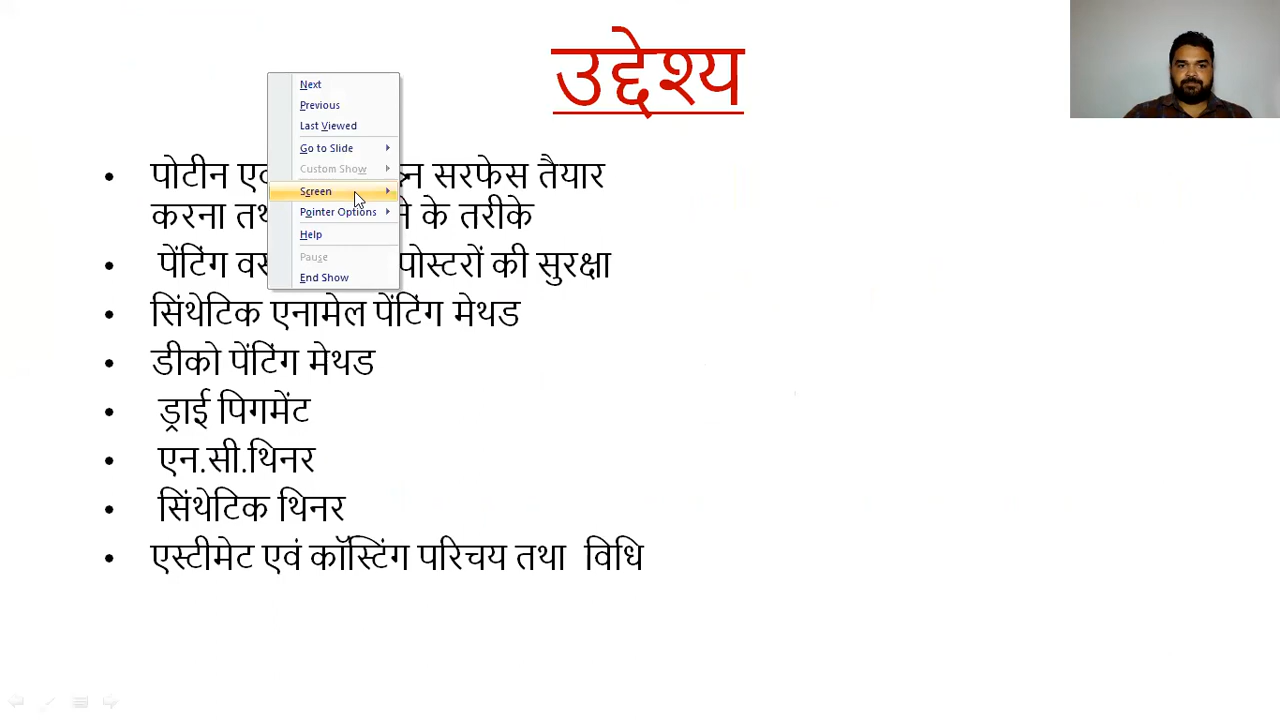 उद्देश्य
पोटीन एवं सरफेस तैयार
करना के तरीके
पेंटिंग पोस्टरों की सुरक्षा
सिंथेटिक एनामेल पेंटिंग मेथड
डीको पेंटिंग मेथड
ड्राई पिगमेंट
एन.सी.थिनर
सिंथेटिक थिनर
एस्टीमेट एवं कॉस्टिंग परिचय तथा विधि
Next
Previous
Last Viewed
Go to Slide
Custom Show
Screen
Pointer Options
Help
Pause
End Show